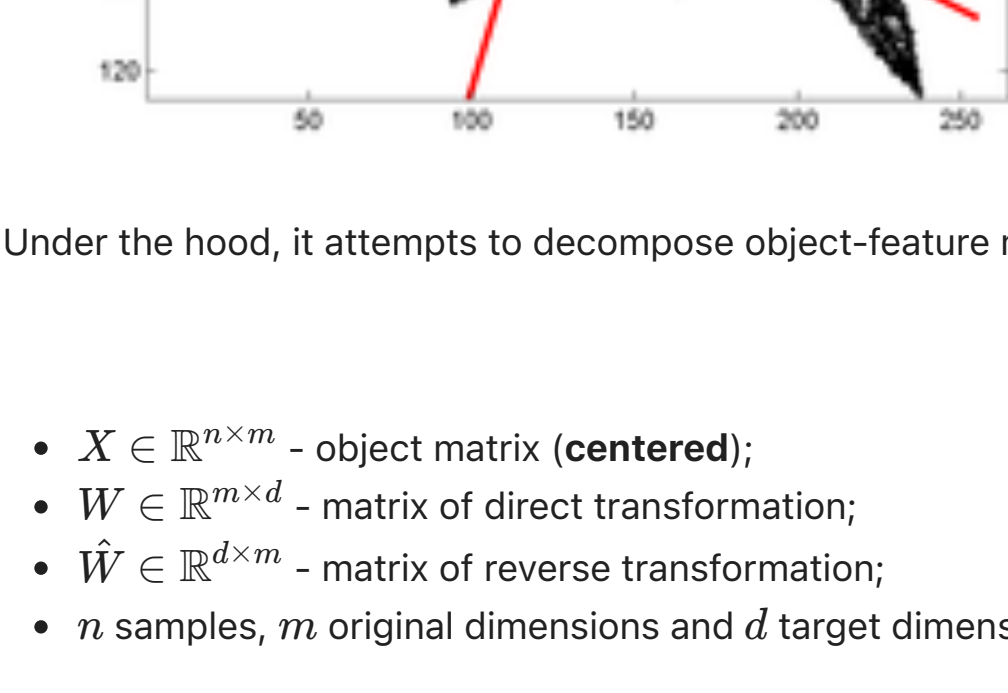 120
50 100 150 200 250
Under the hood, it attempts to decompose object-feature
• X ∈ ℝ^{n×m} - object matrix (centered);
• W ∈ ℝ^{m×d} - matrix of direct transformation;
• Ŵ ∈ ℝ^{d×m} - matrix of reverse transformation;
• n samples, m original dimensions and d target dimens